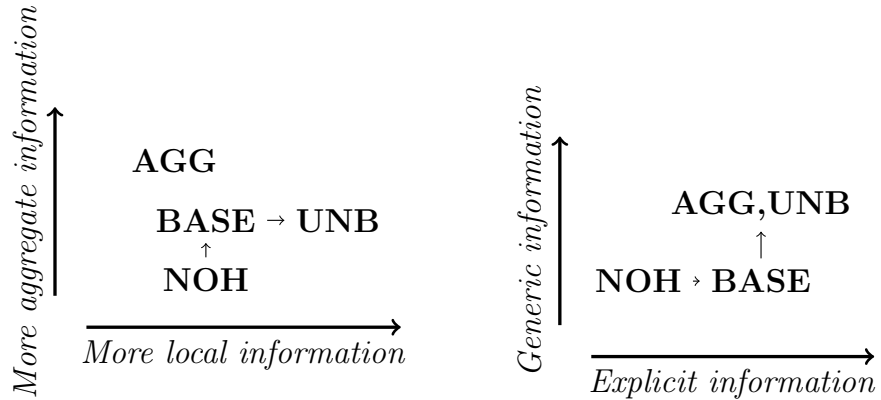 More aggregate information
AGG
BASE → UNB
↑
NOH
More local information
Generic information
AGG,UNB
↑
NOH → BASE
Explicit information